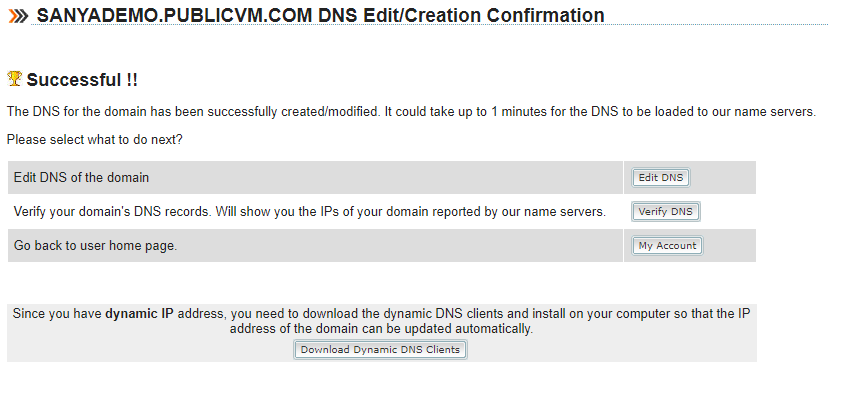 SANYADEMO.PUBLICVM.COM DNS Edit/Creation Confirmation
Successful !!
The DNS for the domain has been successfully created/modified. It could take up to 1 minutes for the DNS to be loaded to our name servers.
Please select what to do next?
Edit DNS of the domain Edit DNS
Verify your domain's DNS records. Will show you the IPs of your domain reported by our name servers. Verify DNS
Go back to user home page. My Account
Since you have dynamic IP address, you need to download the dynamic DNS clients and install on your computer so that the IP
address of the domain can be updated automatically.
Download Dynamic DNS Clients